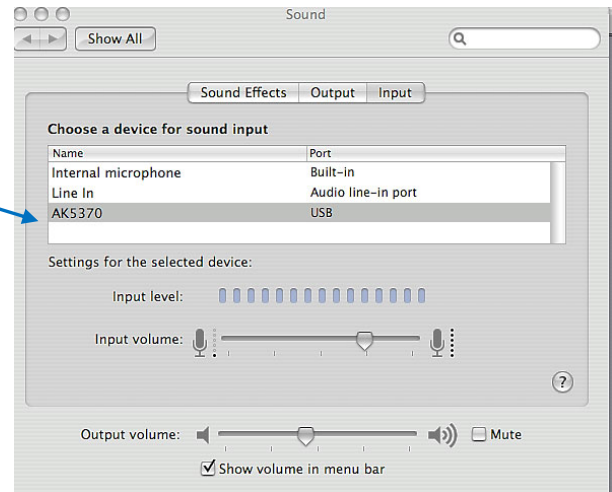 Sound
Show All
Sound Effects Output Input
Choose a device for sound input
Name Port
Internal microphone Built-in
Line In Audio line-in port
AK5370 USB
Settings for the selected device:
Input level:
Input volume:
?
Output volume: Mute
Show volume in menu bar